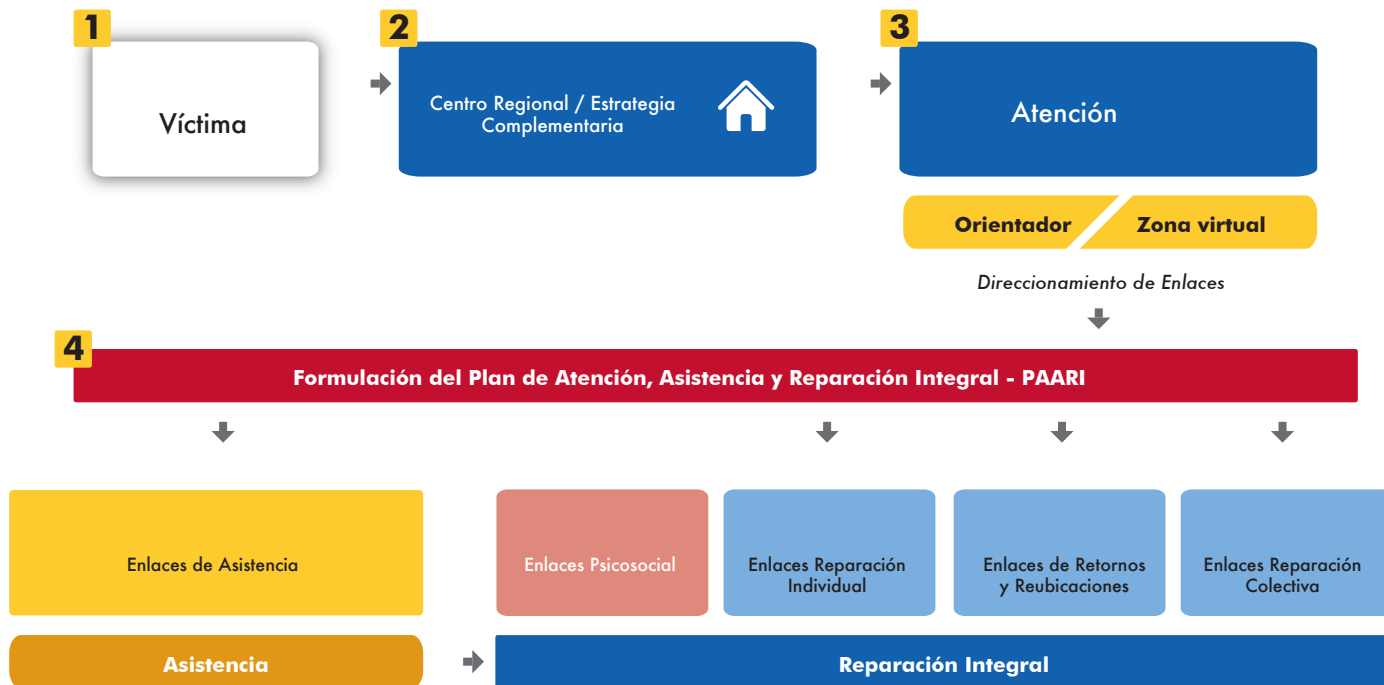 1
Víctima
2
Centro Regional / Estrategia
Complementaria
3
Atención
Orientador
Zona virtual
Direccionamiento de Enlaces
4
Formulación del Plan de Atención, Asistencia y Reparación Integral - PAARI
Enlaces de Asistencia
Enlaces Psicosocial
Enlaces Reparación
Individual
Enlaces de Retornos
y Reubicaciones
Enlaces Reparación
Colectiva
Asistencia
Reparación Integral